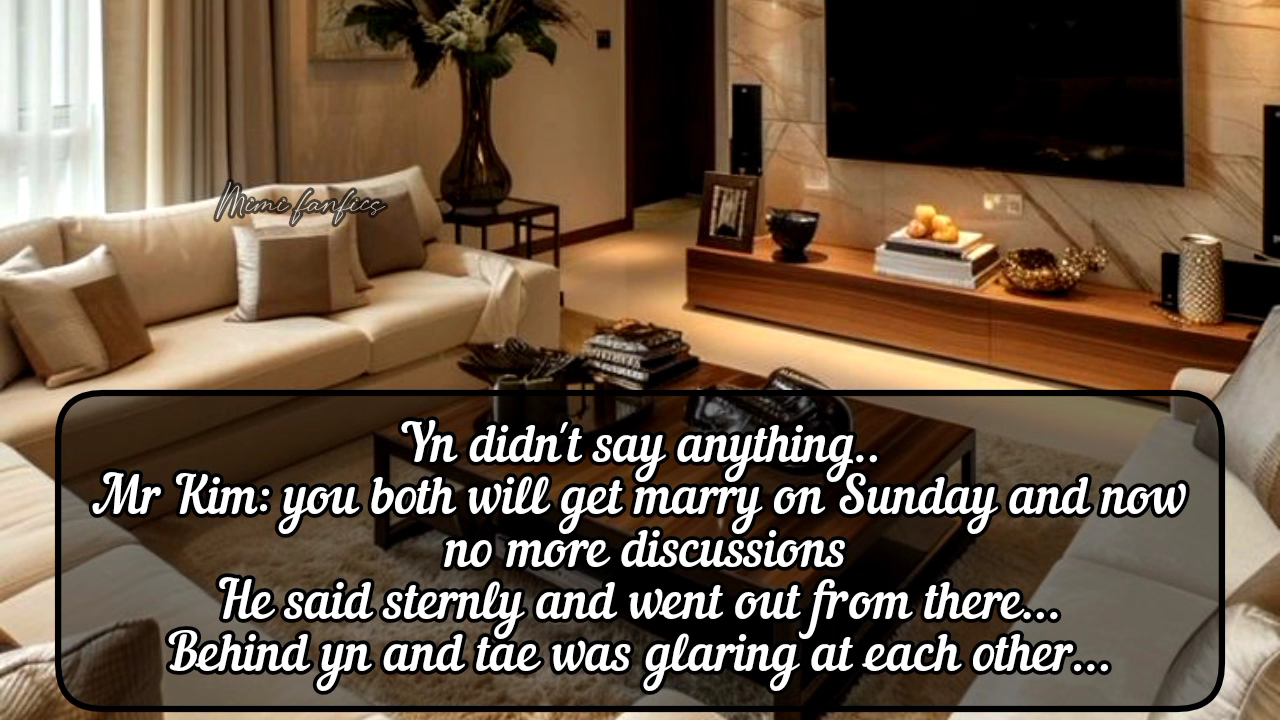 Mimi fanfics
Yn didn't say anything..
Mr Kim: you both will get marry on Sunday and now
no more discussions
He said sternly and went out from there...
Behind yn and tae was glaring at each other...